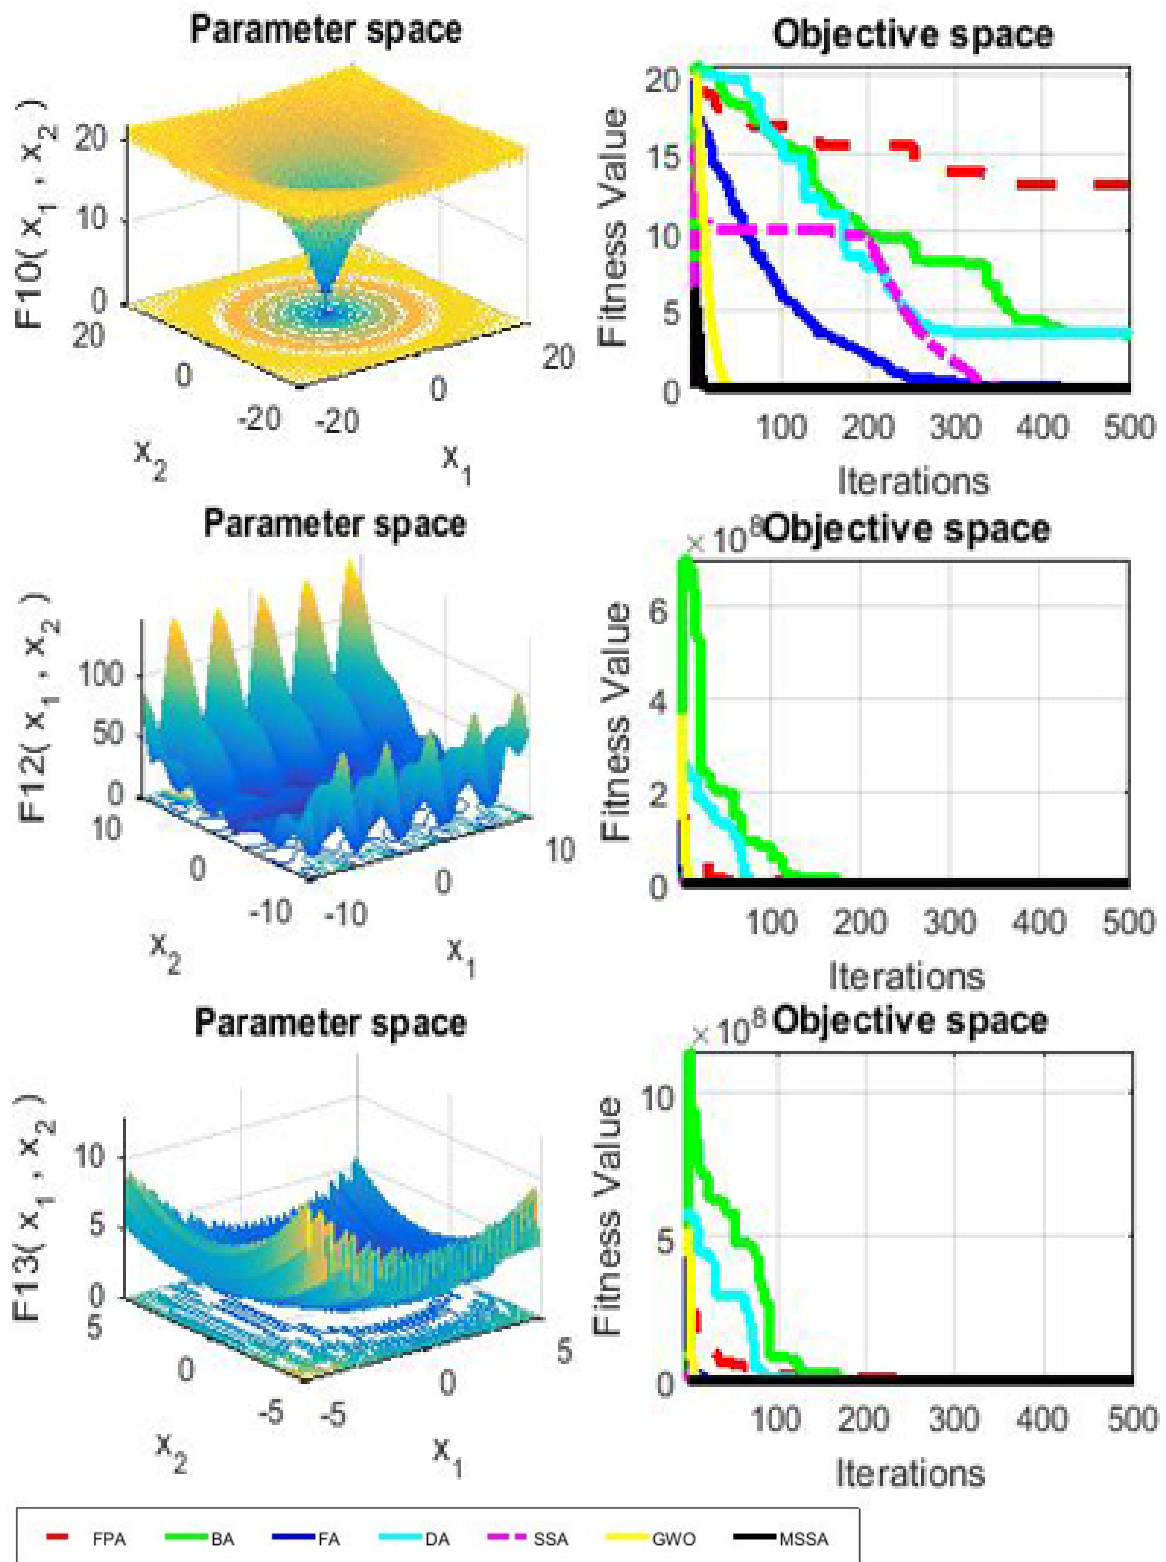 Parameter space
Objective space
F10( x1 , x2 )
20
10
0
20
0
-20
-20
0
20
x2
x1
Fitness Value
20
15
10
5
0
100 200 300 400 500
Iterations
Parameter space
× 10^8 Objective space
F12( x1 , x2 )
100
50
0
10
0
-10
-10
0
10
x2
x1
Fitness Value
6
4
2
0
100 200 300 400 500
Iterations
Parameter space
× 10^8 Objective space
F13( x1 , x2 )
10
5
0
5
0
-5
-5
0
5
x2
x1
Fitness Value
10
5
0
100 200 300 400 500
Iterations
FPA BA FA DA SSA GWO MSSA